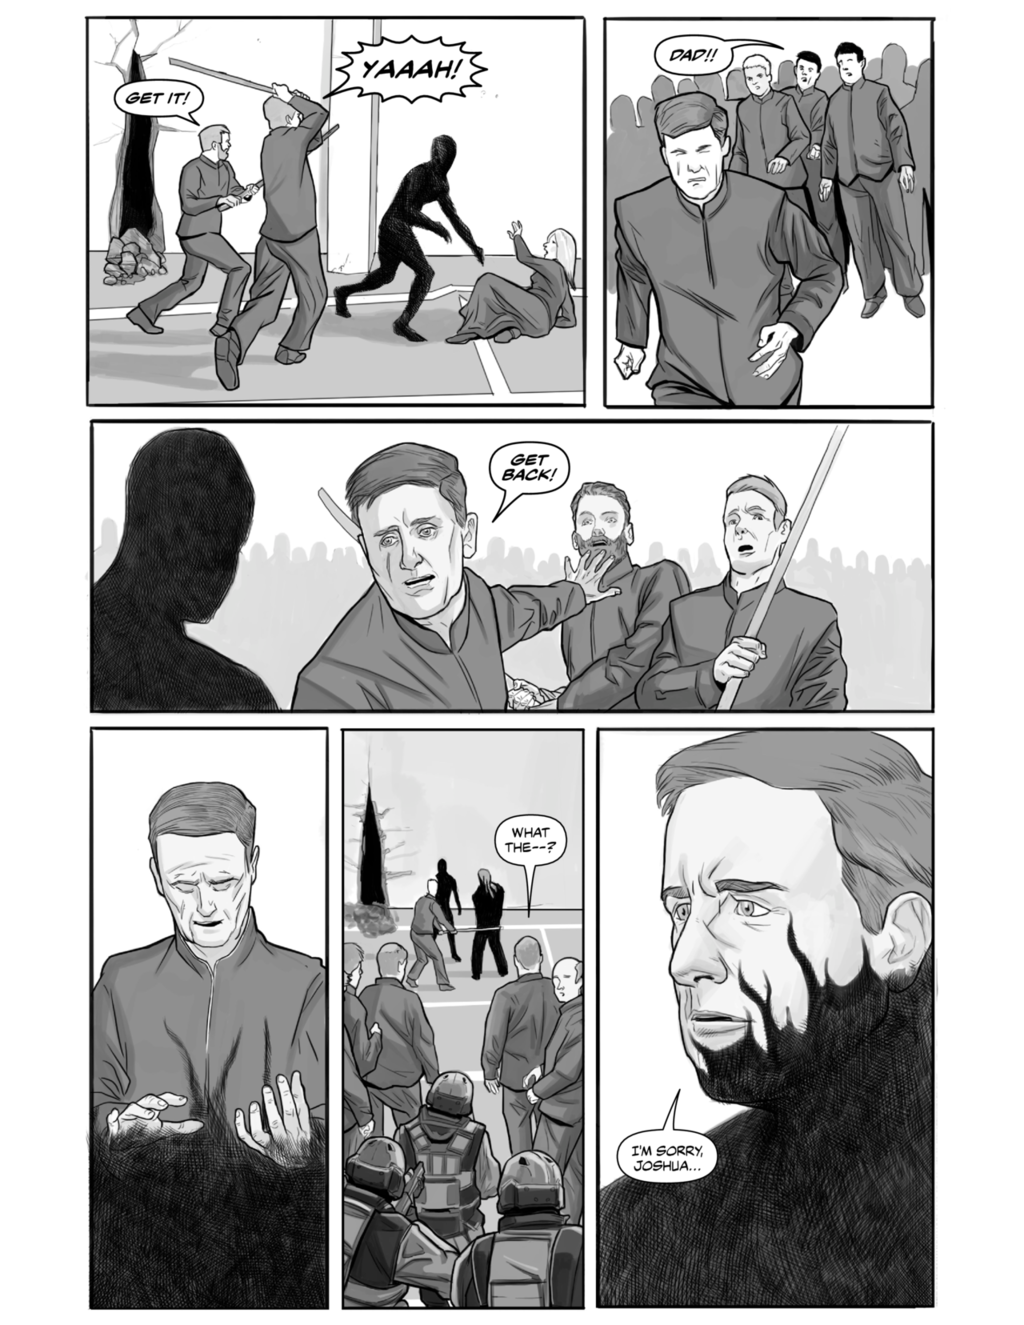 GET IT!
YAAAH!
DAD!!
GET
BACK!
WHAT
THE--?
I'M SORRY,
JOSHUA...